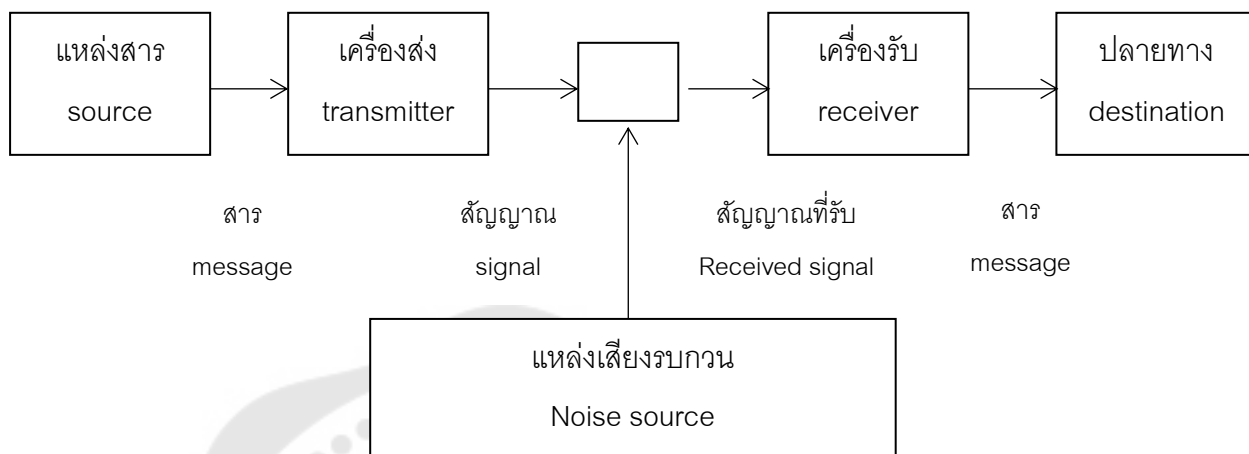 แหล่งสาร
source
เครื่องส่ง
transmitter
เครื่องรับ
receiver
ปลายทาง
destination
สาร
message
สัญญาณ
signal
สัญญาณที่รับ
Received signal
สาร
message
แหล่งเสียงรบกวน
Noise source